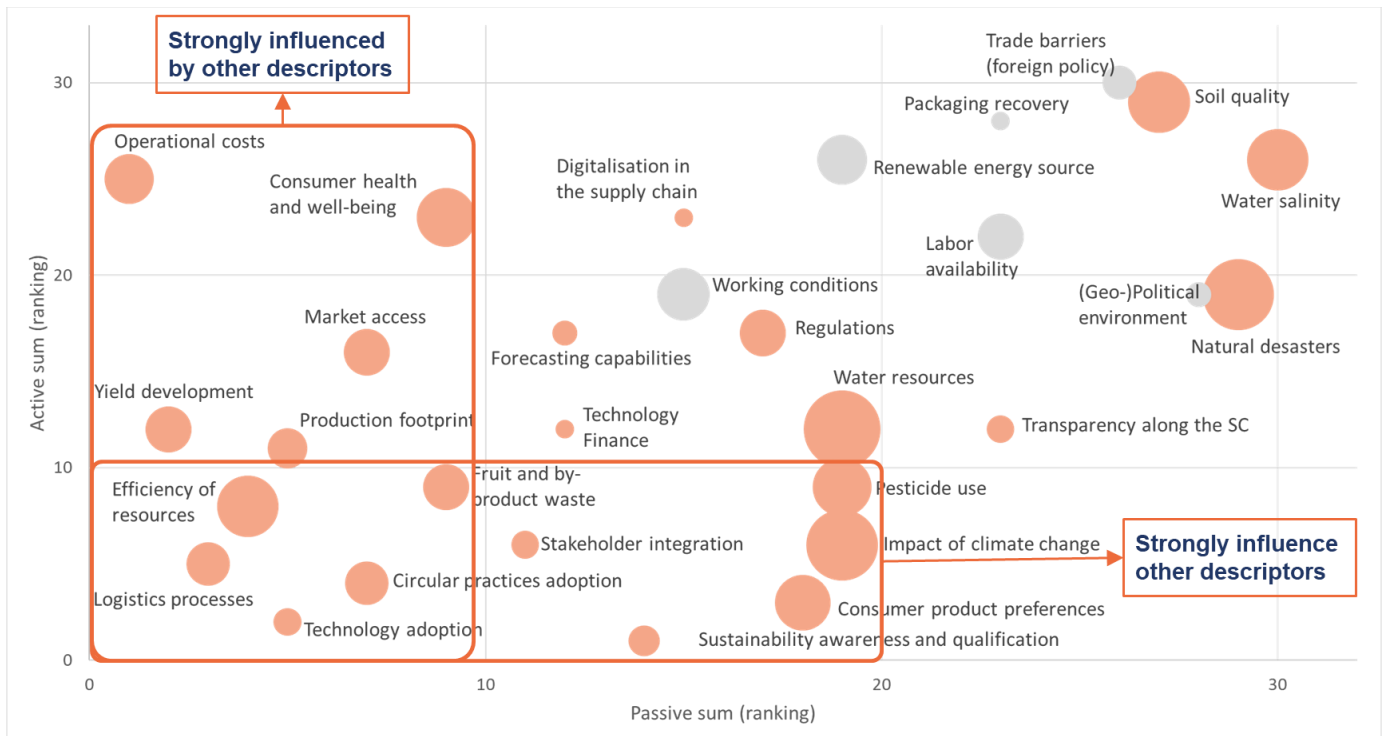 Strongly influenced
by other descriptors
Trade barriers
(foreign policy)
Packaging recovery
Soil quality
Operational costs
Consumer health
and well-being
Digitalisation in
the supply chain
Renewable energy source
Water salinity
Labor
availability
(Geo-)Political
environment
Natural desasters
Working conditions
Market access
Forecasting capabilities
Regulations
Water resources
Yield development
Production footprint
Technology
Finance
Transparency along the SC
Efficiency of
resources
Fruit and by-
product waste
Pesticide use
Stakeholder integration
Impact of climate change
Strongly influence
other descriptors
Logistics processes
Circular practices adoption
Consumer product preferences
Technology adoption
Sustainability awareness and qualification
Active sum (ranking)
30
20
10
0
0
10
20
30
Passive sum (ranking)